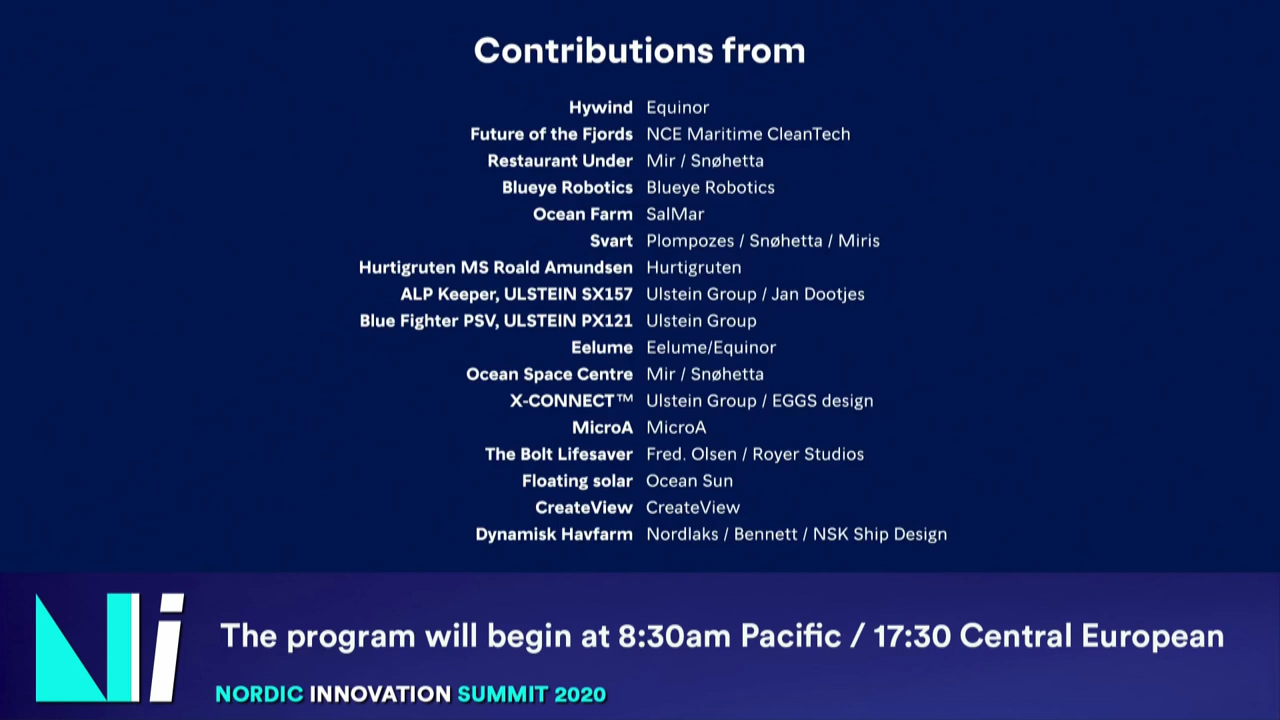 Contributions from
Hywind Equinor
Future of the Fjords NCE Maritime CleanTech
Restaurant Under Mir / Snøhetta
Blueye Robotics Blueye Robotics
Ocean Farm SalMar
Svart Plompozes / Snøhetta / Miris
Hurtigruten MS Roald Amundsen Hurtigruten
ALP Keeper, ULSTEIN SX157 Ulstein Group / Jan Dootjes
Blue Fighter PSV, ULSTEIN PX121 Ulstein Group
Eelume Eelume/Equinor
Ocean Space Centre Mir / Snøhetta
X-CONNECT™ Ulstein Group / EGGS design
MicroA MicroA
The Bolt Lifesaver Fred. Olsen / Royer Studios
Floating solar Ocean Sun
CreateView CreateView
Dynamisk Havfarm Nordlaks / Bennett / NSK Ship Design
Ni
The program will begin at 8:30am Pacific / 17:30 Central European
NORDIC INNOVATION SUMMIT 2020